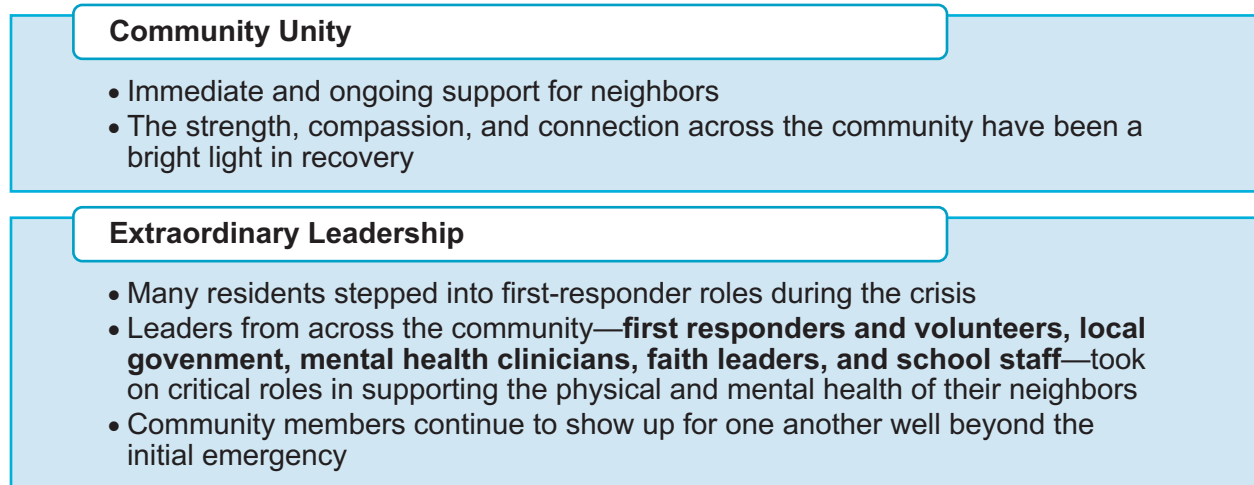 Community Unity
• Immediate and ongoing support for neighbors
• The strength, compassion, and connection across the community have been a
bright light in recovery
Extraordinary Leadership
• Many residents stepped into first-responder roles during the crisis
• Leaders from across the community—first responders and volunteers, local
govenment, mental health clinicians, faith leaders, and school staff—took
on critical roles in supporting the physical and mental health of their neighbors
• Community members continue to show up for one another well beyond the
initial emergency